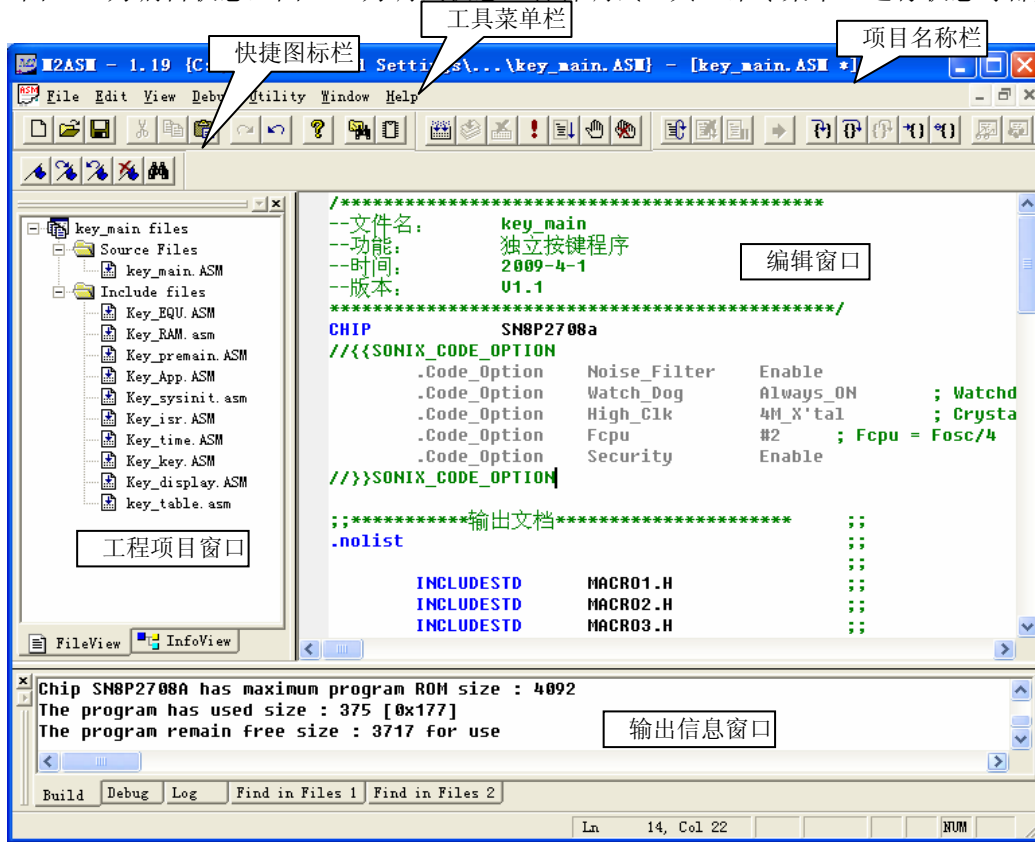 工具菜单栏
快捷图标栏
项目名称栏
M2ASM - 1.19 {C: Settings\...\key_main.ASM} - [key_main.ASM *]
File Edit View Debu Utility Window Help
key_main files
Source Files
key_main.ASM
Include files
Key_EQU.ASM
Key_RAM.asm
Key_premain.ASM
Key_App.ASM
Key_sysinit.asm
Key_isr.ASM
Key_time.ASM
Key_key.ASM
Key_display.ASM
key_table.asm
工程项目窗口
FileView InfoView
/*********************************************
--文件名: key_main
--功能: 独立按键程序
--时间: 2009-4-1
--版本: V1.1
***********************************************/
编辑窗口
CHIP SN8P2708a
//{{SONIX_CODE_OPTION
.Code_Option Noise_Filter Enable
.Code_Option Watch_Dog Always_ON ; Watchd
.Code_Option High_Clk 4M_X'tal ; Crysta
.Code_Option Fcpu #2 ; Fcpu = Fosc/4
.Code_Option Security Enable
//}}SONIX_CODE_OPTION
;;***********输出文档********************** ;;
.nolist ;;
;;
INCLUDESTD MACRO1.H ;;
INCLUDESTD MACRO2.H ;;
INCLUDESTD MACRO3.H ;;
Chip SN8P2708A has maximum program ROM size : 4092
The program has used size : 375 [0x177]
The program remain free size : 3717 for use
输出信息窗口
Build Debug Log Find in Files 1 Find in Files 2
Ln 14, Col 22 NUM